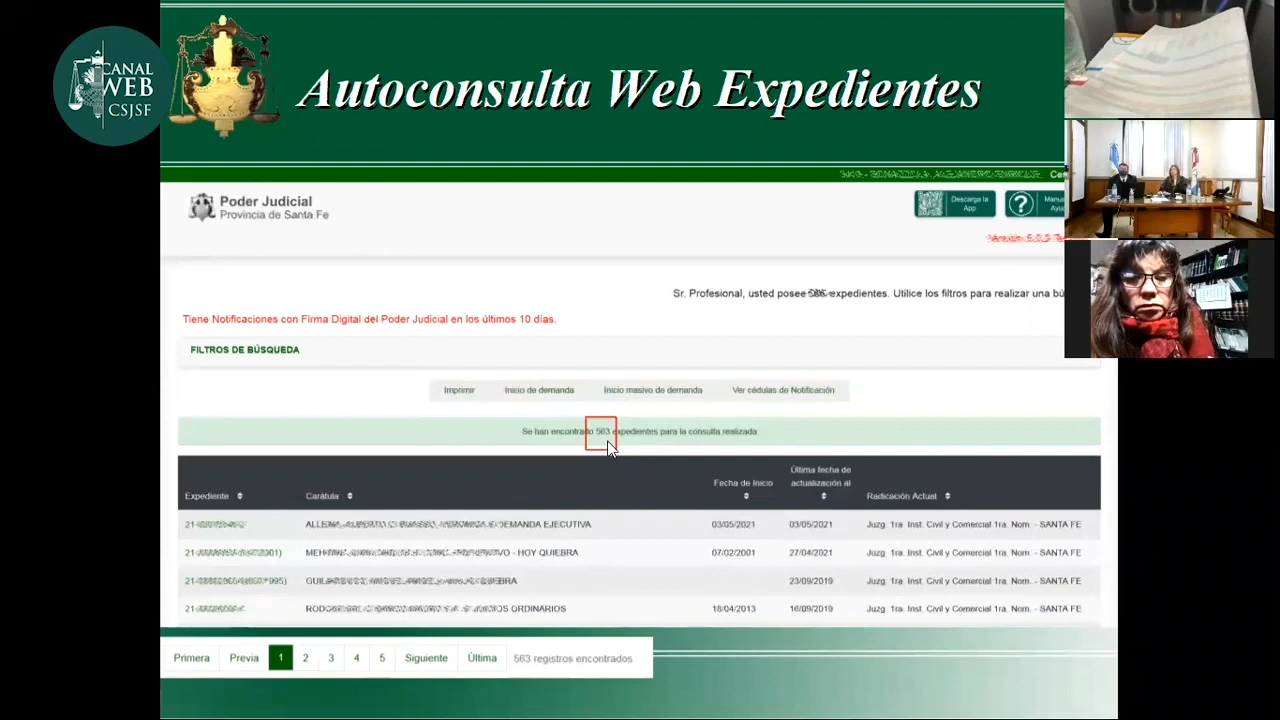 CANAL
WEB
CSJSF
Autoconsulta Web Expedientes
Poder Judicial
Provincia de Santa Fe
Descarga la
App
?
Sr. Profesional, usted posee expedientes. Utilice los filtros para realizar una
Tiene Notificaciones con Firma Digital del Poder Judicial en los últimos 10 días.
FILTROS DE BÚSQUEDA
Imprimir Inicio de demanda Inicio masivo de demanda Ver cédulas de Notificación
Se han encontrado 563 expedientes para la consulta realizada
Expediente Carátula Fecha de Inicio Última fecha de actualización al Radicación Actual
21- DEMANDA EJECUTIVA 03/05/2021 03/05/2021 Juzg. 1ra. Inst. Civil y Comercial 1ra. Nom. - SANTA FE
21- - HOY QUIEBRA 07/02/2001 27/04/2021 Juzg. 1ra. Inst. Civil y Comercial 1ra. Nom. - SANTA FE
21- 23/09/2019 Juzg. 1ra. Inst. Civil y Comercial 1ra. Nom. - SANTA FE
21- ORDINARIOS 18/04/2013 16/09/2019 Juzg. 1ra. Inst. Civil y Comercial 1ra. Nom. - SANTA FE
Primera Previa 1 2 3 4 5 Siguiente Última 563 registros encontrados